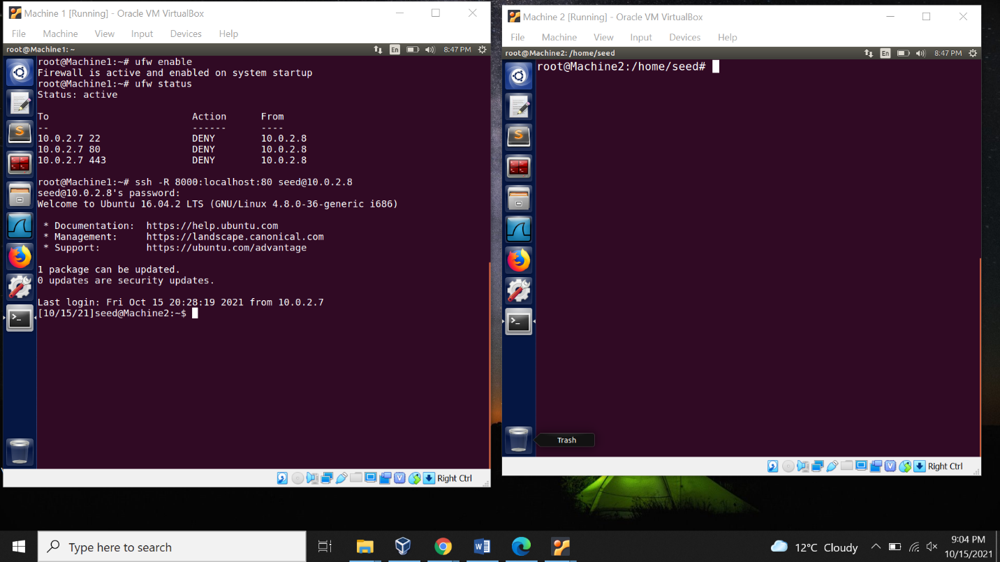 Machine 1 [Running] - Oracle VM VirtualBox
File Machine View Input Devices Help
root@Machine1: ~ En 8:47 PM
root@Machine1:~# ufw enable
Firewall is active and enabled on system startup
root@Machine1:~# ufw status
Status: active
To Action From
-- ------ ----
10.0.2.7 22 DENY 10.0.2.8
10.0.2.7 80 DENY 10.0.2.8
10.0.2.7 443 DENY 10.0.2.8
root@Machine1:~# ssh -R 8000:localhost:80 seed@10.0.2.8
seed@10.0.2.8's password:
Welcome to Ubuntu 16.04.2 LTS (GNU/Linux 4.8.0-36-generic i686)
* Documentation: https://help.ubuntu.com
* Management: https://landscape.canonical.com
* Support: https://ubuntu.com/advantage
1 package can be updated.
0 updates are security updates.
Last login: Fri Oct 15 20:28:19 2021 from 10.0.2.7
[10/15/21]seed@Machine2:~$
Right Ctrl
Machine 2 [Running] - Oracle VM VirtualBox
File Machine View Input Devices Help
root@Machine2: /home/seed En 8:47 PM
root@Machine2:/home/seed#
Trash
Right Ctrl
Type here to search
12°C Cloudy
9:04 PM
10/15/2021